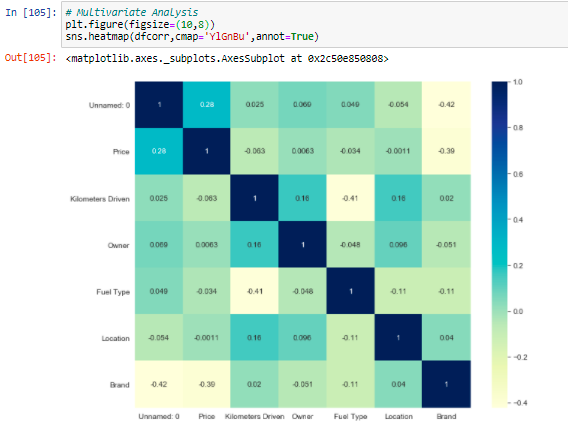 In [105]: # Multivariate Analysis
plt.figure(figsize=(10,8))
sns.heatmap(dfcorr,cmap='YlGnBu',annot=True)
Out[105]: <matplotlib.axes._subplots.AxesSubplot at 0x2c50e850808>
1.0
Unnamed: 0 1 0.28 0.025 0.069 0.049 -0.054 -0.42
0.8
Price 0.28 1 -0.063 0.0063 -0.034 -0.0011 -0.39
0.6
Kilometers Driven 0.025 -0.063 1 0.16 -0.41 0.16 0.02
0.4
Owner 0.069 0.0063 0.16 1 -0.048 0.096 -0.051
0.2
Fuel Type 0.049 -0.034 -0.41 -0.048 1 -0.11 -0.11
0.0
Location -0.054 -0.0011 0.16 0.096 -0.11 1 0.04
-0.2
Brand -0.42 -0.39 0.02 -0.051 -0.11 0.04 1
-0.4
Unnamed: 0 Price Kilometers Driven Owner Fuel Type Location Brand